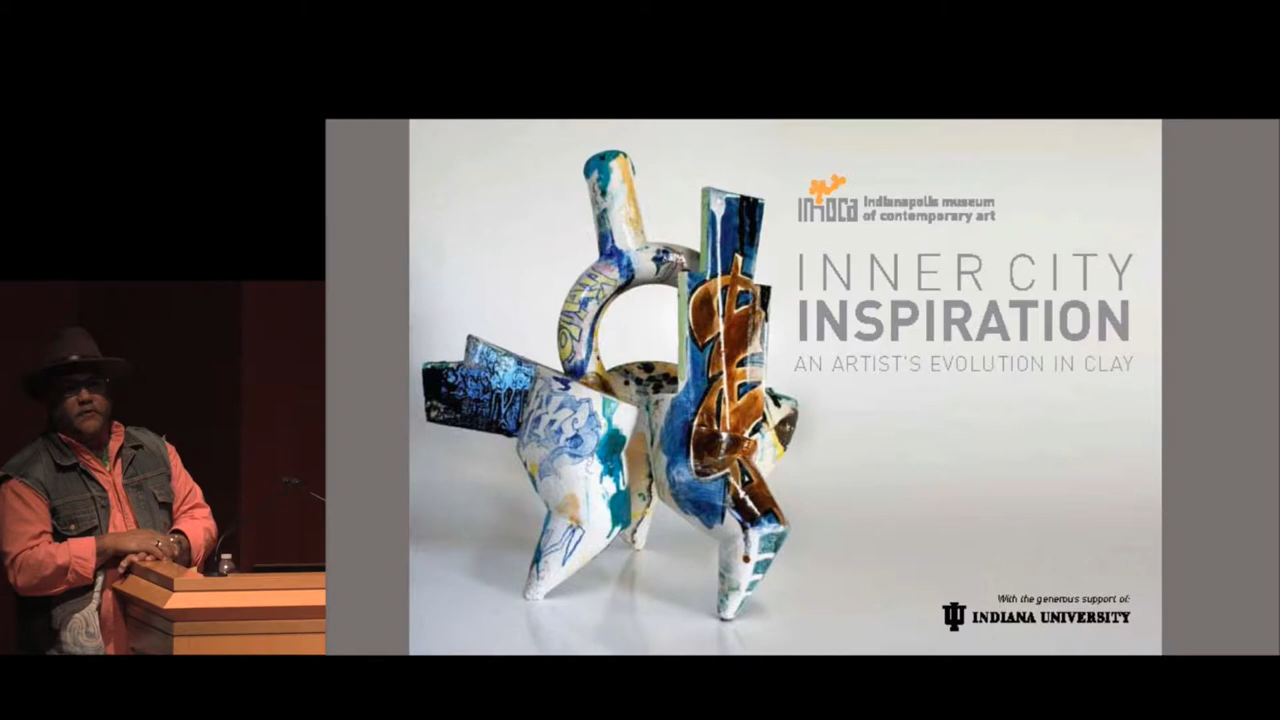 imoca
Indianapolis museum
of contemporary art
INNER CITY
INSPIRATION
AN ARTIST'S EVOLUTION IN CLAY
With the generous support of:
INDIANA UNIVERSITY